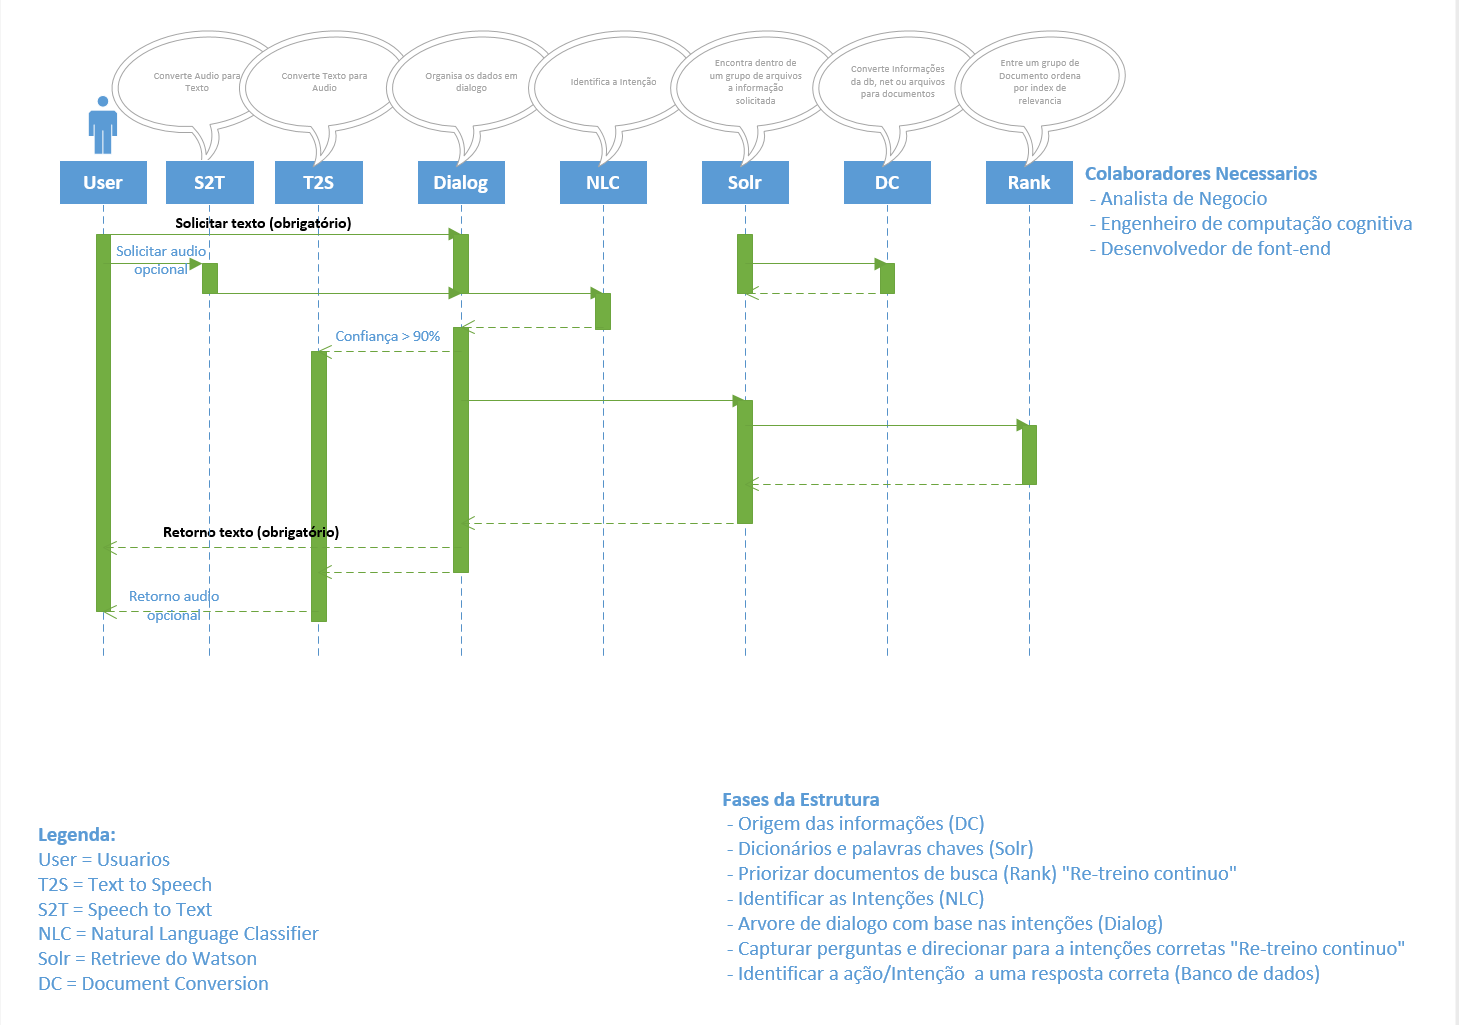 Converte Audio para
Texto
Converte Texto para
Audio
Organisa os dados em
dialogo
Identifica a Intenção
Encontra dentro de
um grupo de arquivos
a informação
solicitada
Converte Informações
da db, net ou arquivos
para documentos
Entre um grupo de
Documento ordena
por index de
relevancia
User
S2T
T2S
Dialog
NLC
Solr
DC
Rank
Colaboradores Necessarios
- Analista de Negocio
- Engenheiro de computação cognitiva
- Desenvolvedor de font-end
Solicitar texto (obrigatório)
Solicitar audio
opcional
Confiança > 90%
Retorno texto (obrigatório)
Retorno audio
opcional
Legenda:
User = Usuarios
T2S = Text to Speech
S2T = Speech to Text
NLC = Natural Language Classifier
Solr = Retrieve do Watson
DC = Document Conversion
Fases da Estrutura
- Origem das informações (DC)
- Dicionários e palavras chaves (Solr)
- Priorizar documentos de busca (Rank) "Re-treino continuo"
- Identificar as Intenções (NLC)
- Arvore de dialogo com base nas intenções (Dialog)
- Capturar perguntas e direcionar para a intenções corretas "Re-treino continuo"
- Identificar a ação/Intenção  a uma resposta correta (Banco de dados)